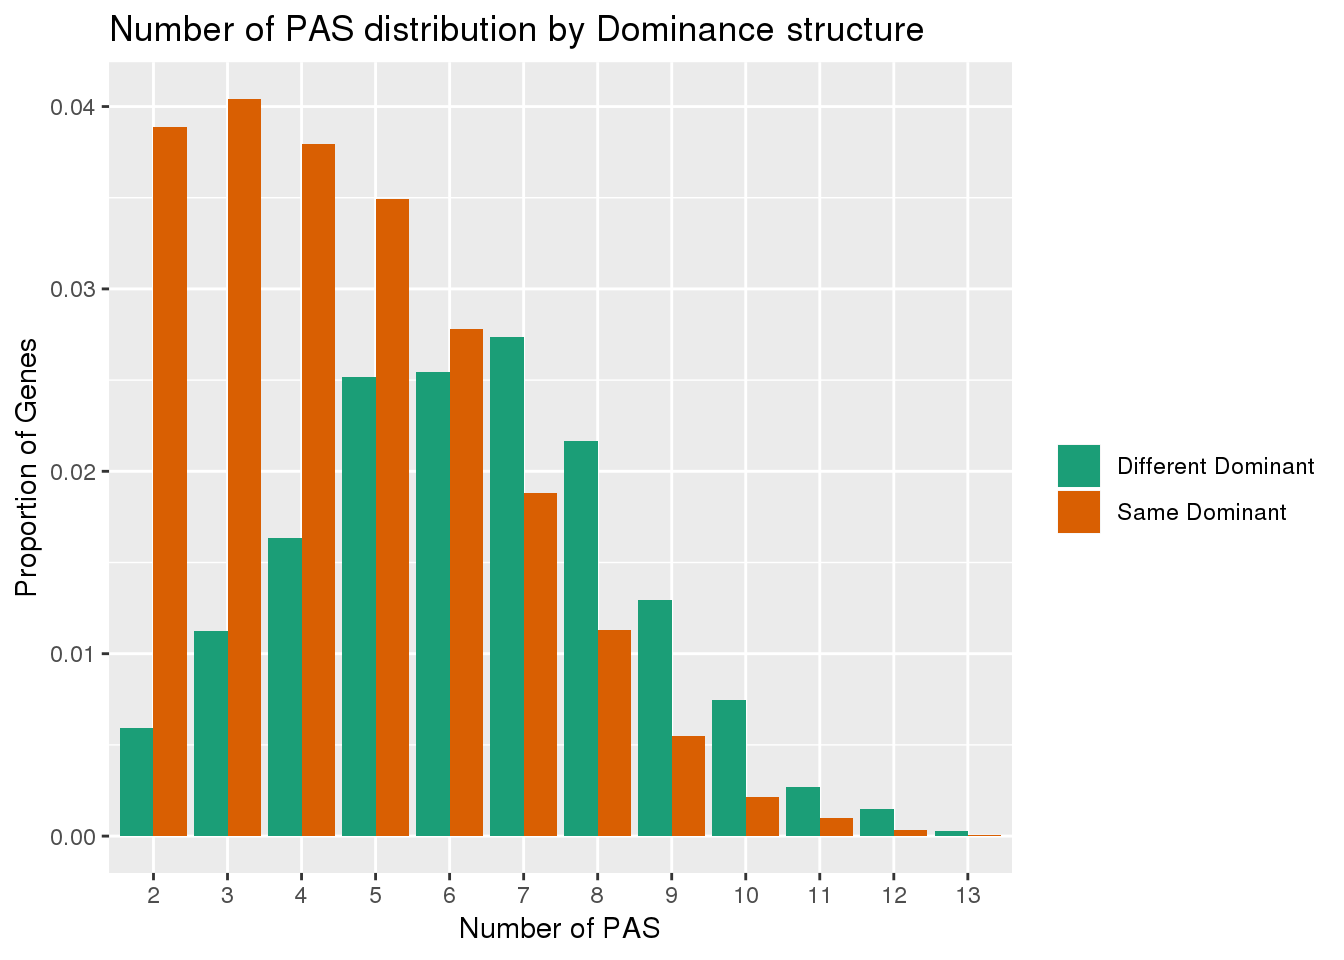 Number of PAS distribution by Dominance structure
Proportion of Genes
0.04
0.03
0.02
0.01
0.00
2 3 4 5 6 7 8 9 10 11 12 13
Number of PAS
Different Dominant
Same Dominant